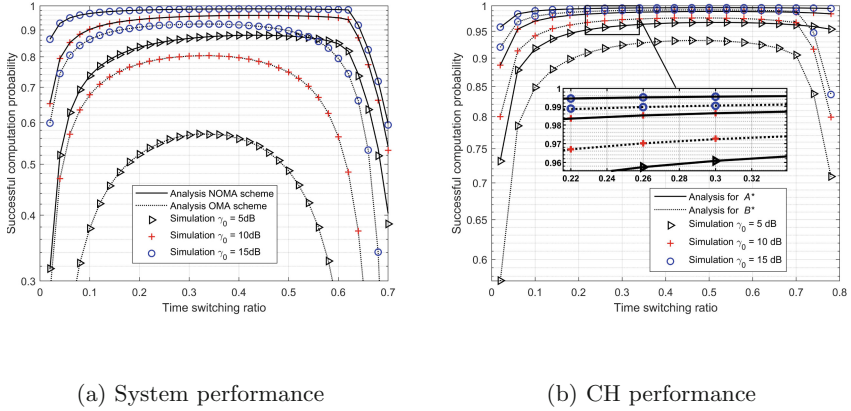 1
0.9
0.8
0.7
0.6
0.5
0.4
0.3
0
0.1
0.2
0.3
0.4
0.5
0.6
0.7
Successful computation probability
Time switching ratio
Analysis NOMA scheme
Analysis OMA scheme
Simulation γ0 = 5dB
Simulation γ0 = 10dB
Simulation γ0 = 15dB
(a) System performance
1
0.95
0.9
0.85
0.8
0.75
0.7
0.65
0.6
0
0.1
0.2
0.3
0.4
0.5
0.6
0.7
0.8
Successful computation probability
Time switching ratio
1
0.99
0.98
0.97
0.96
0.22
0.24
0.26
0.28
0.3
0.32
Analysis for A*
Analysis for B*
Simulation γ0 = 5 dB
Simulation γ0 = 10 dB
Simulation γ0 = 15 dB
(b) CH performance